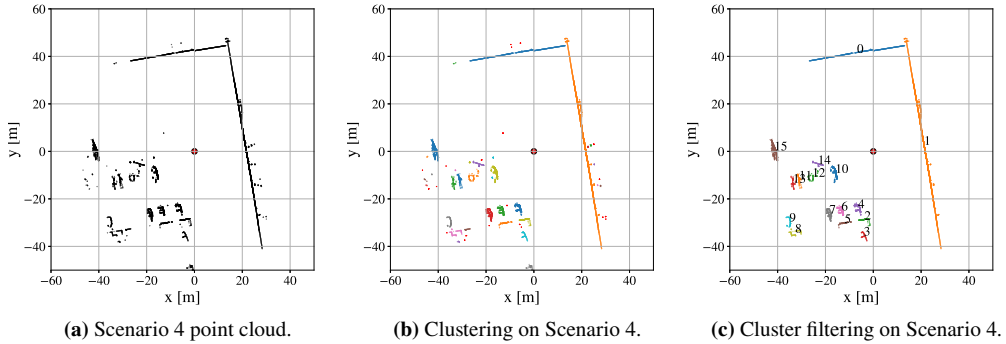 60
40
20
0
−20
−40
−60 −40 −20 0 20 40
x [m]
y [m]
(a) Scenario 4 point cloud.
60
40
20
0
−20
−40
−60 −40 −20 0 20 40
x [m]
y [m]
(b) Clustering on Scenario 4.
60
40
20
0
−20
−40
−60 −40 −20 0 20 40
x [m]
y [m]
0
1
15
14
10
13
11
12
9
8
7
6
4
5
2
3
(c) Cluster filtering on Scenario 4.